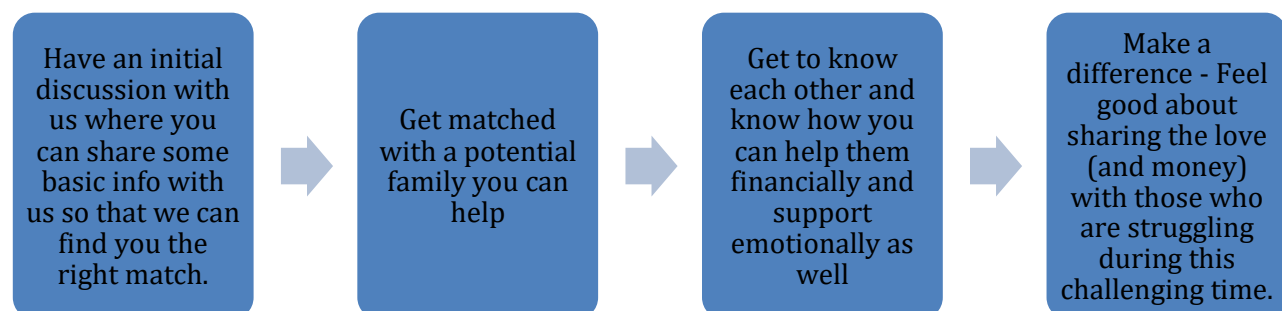 Have an initial
discussion with
us where you
can share some
basic info with
us so that we can
find you the
right match.
Get matched
with a potential
family you can
help
Get to know
each other and
know how you
can help them
financially and
support
emotionally as
well
Make a
difference - Feel
good about
sharing the love
(and money)
with those who
are struggling
during this
challenging time.